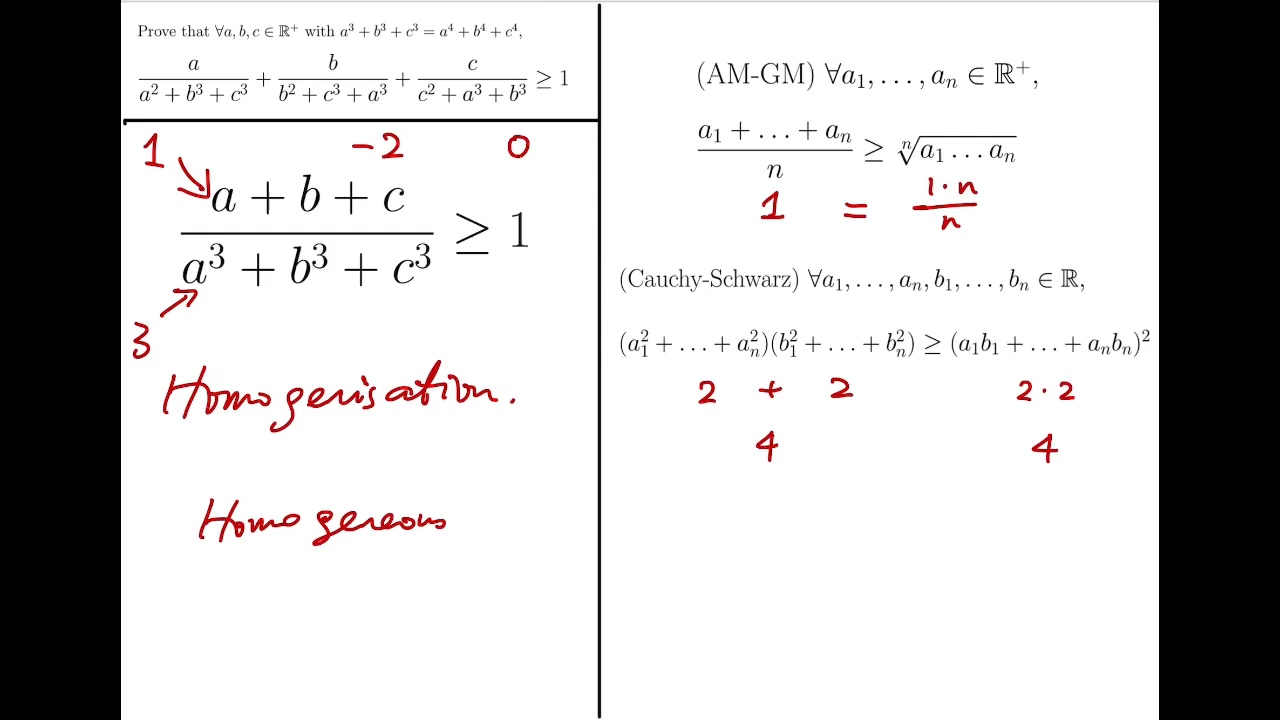 Prove that ∀a, b, c ∈ ℝ⁺ with a³ + b³ + c³ = a⁴ + b⁴ + c⁴,
a/(a² + b³ + c³) + b/(b² + c³ + a³) + c/(c² + a³ + b³) ≥ 1
1 -2 0
(a + b + c)/(a³ + b³ + c³) ≥ 1
3
Homogenisation.
Homogeneous
(AM-GM) ∀a₁, . . . , aₙ ∈ ℝ⁺,
(a₁ + . . . + aₙ)/n ≥ ⁿ√(a₁ . . . aₙ)
1 = (1·n)/n
(Cauchy-Schwarz) ∀a₁, . . . , aₙ, b₁, . . . , bₙ ∈ ℝ,
(a₁² + . . . + aₙ²)(b₁² + . . . + bₙ²) ≥ (a₁b₁ + . . . + aₙbₙ)²
2 + 2 2·2
4 4